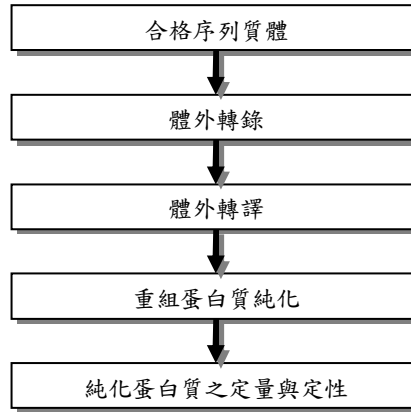 合格序列質體
體外轉錄
體外轉譯
重組蛋白質純化
純化蛋白質之定量與定性